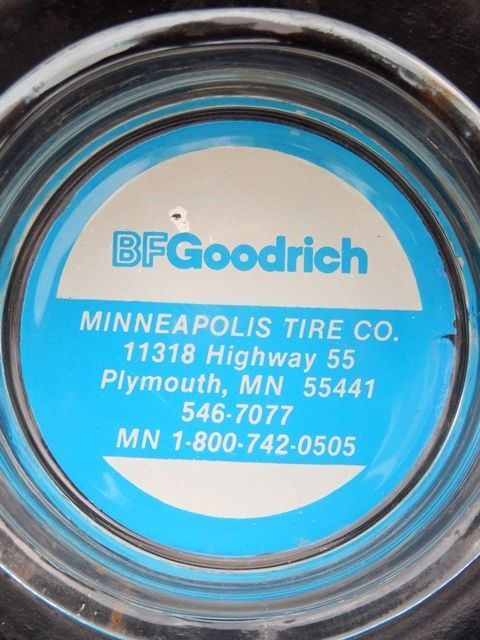 BFGoodrich
MINNEAPOLIS TIRE CO.
11318 Highway 55
Plymouth, MN 55441
546-7077
MN 1-800-742-0505